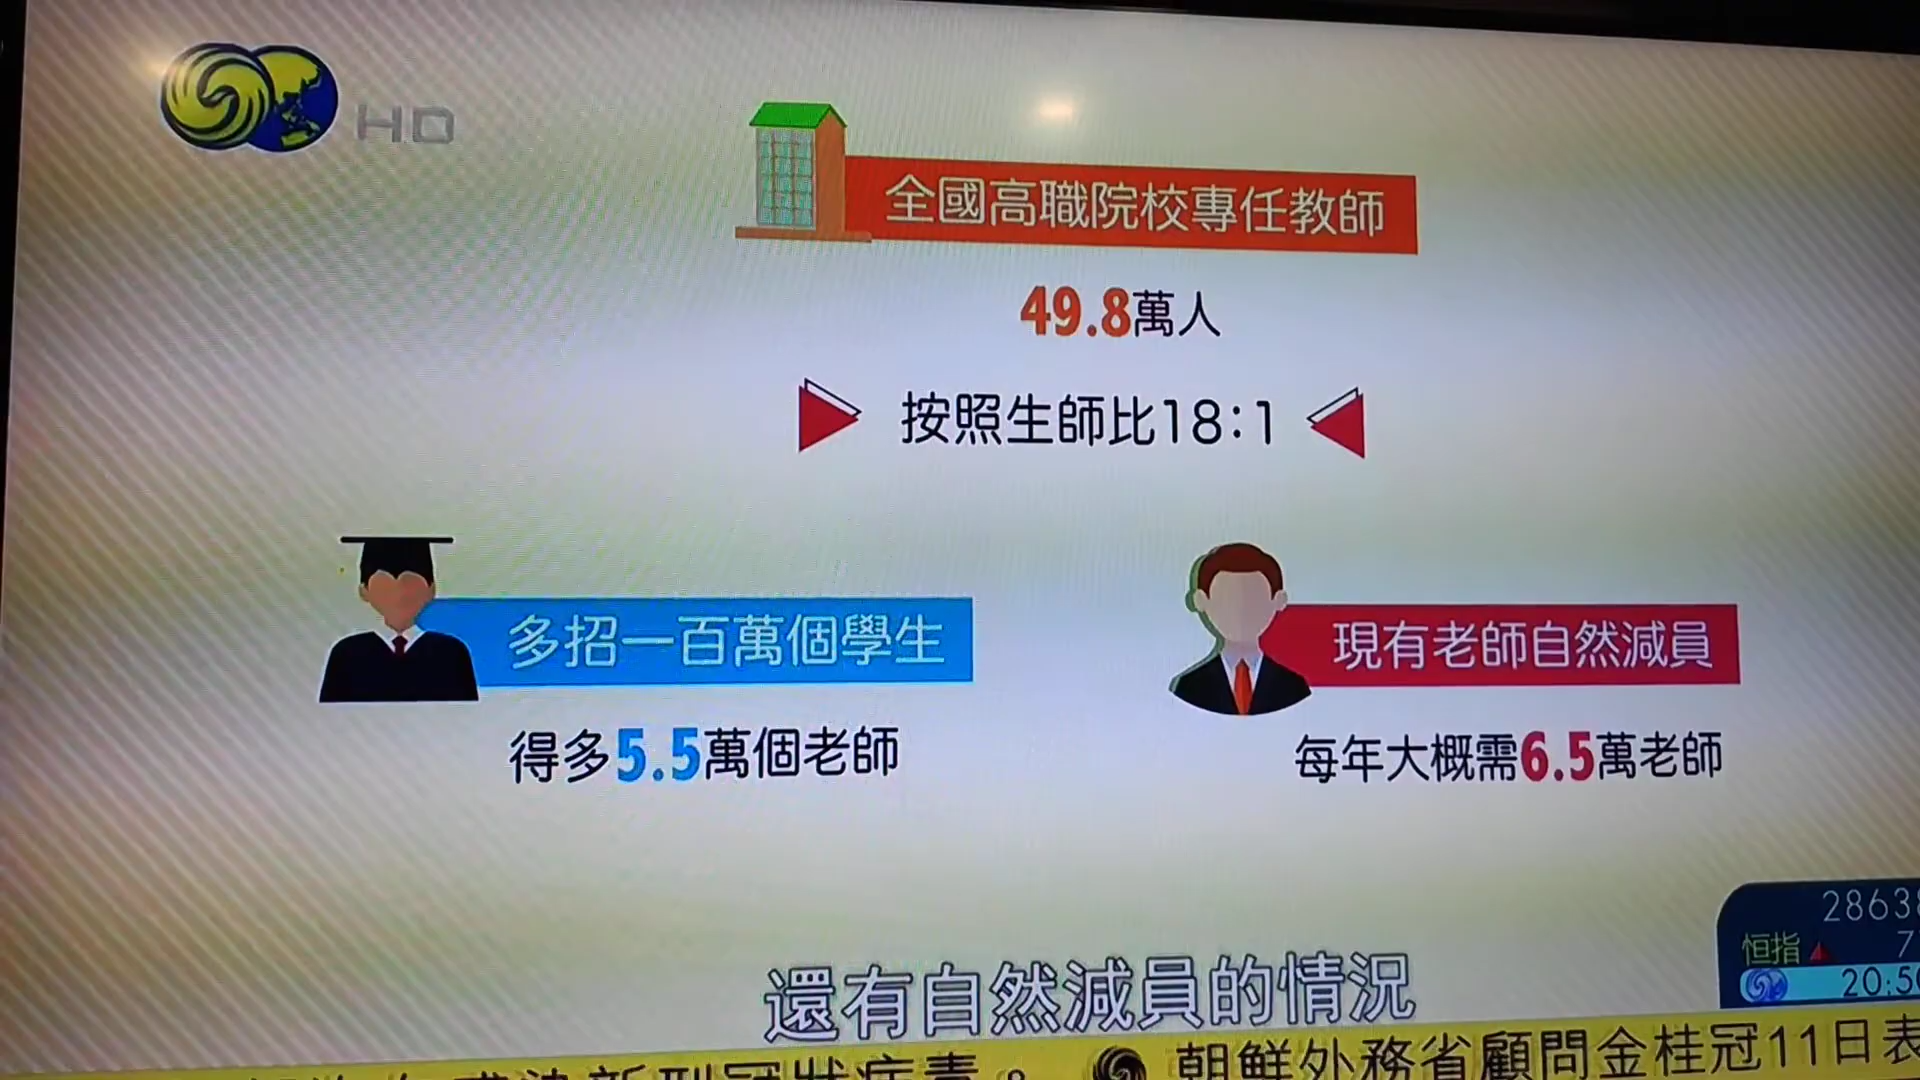 HD
全國高職院校專任教師
49.8萬人
按照生師比18:1
多招一百萬個學生
現有老師自然減員
得多5.5萬個老師
每年大概需6.5萬老師
2863
恒指 7
20:50
還有自然減員的情況
朝鮮外務省顧問金桂冠11日表